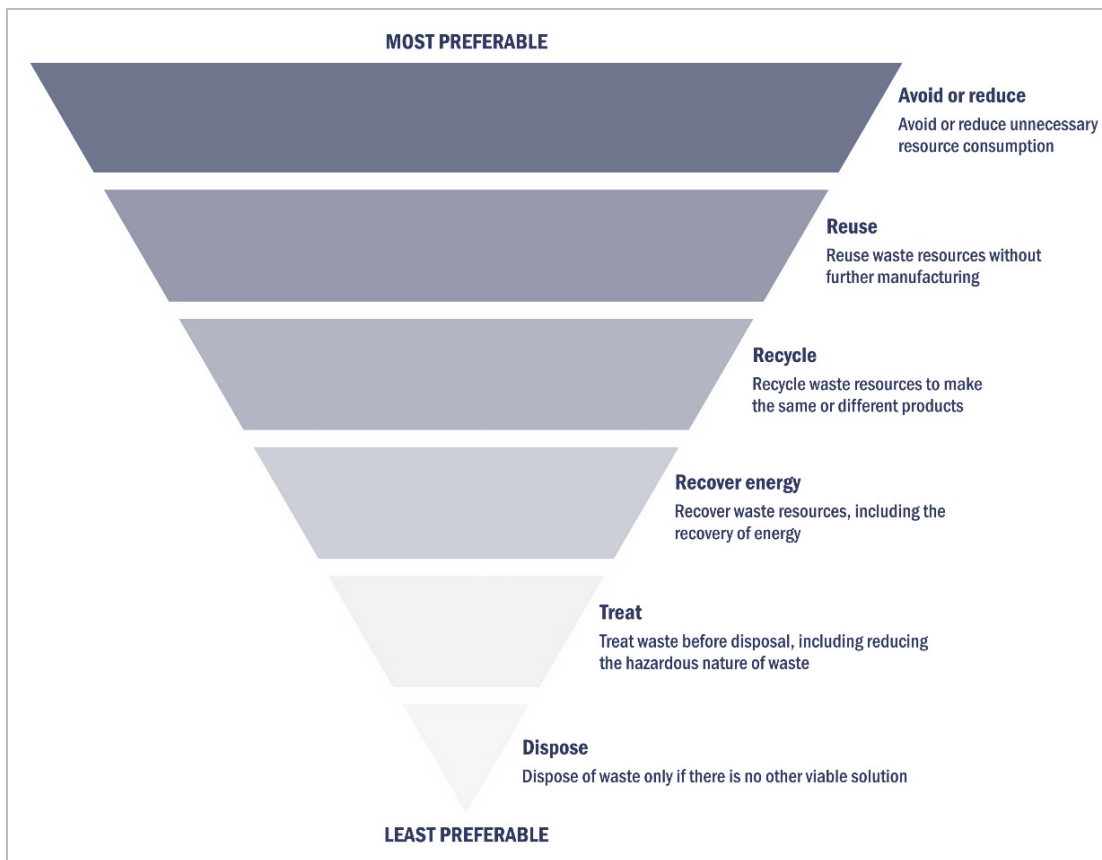 MOST PREFERABLE
Avoid or reduce
Avoid or reduce unnecessary
resource consumption
Reuse
Reuse waste resources without
further manufacturing
Recycle
Recycle waste resources to make
the same or different products
Recover energy
Recover waste resources, including the
recovery of energy
Treat
Treat waste before disposal, including reducing
the hazardous nature of waste
Dispose
Dispose of waste only if there is no other viable solution
LEAST PREFERABLE